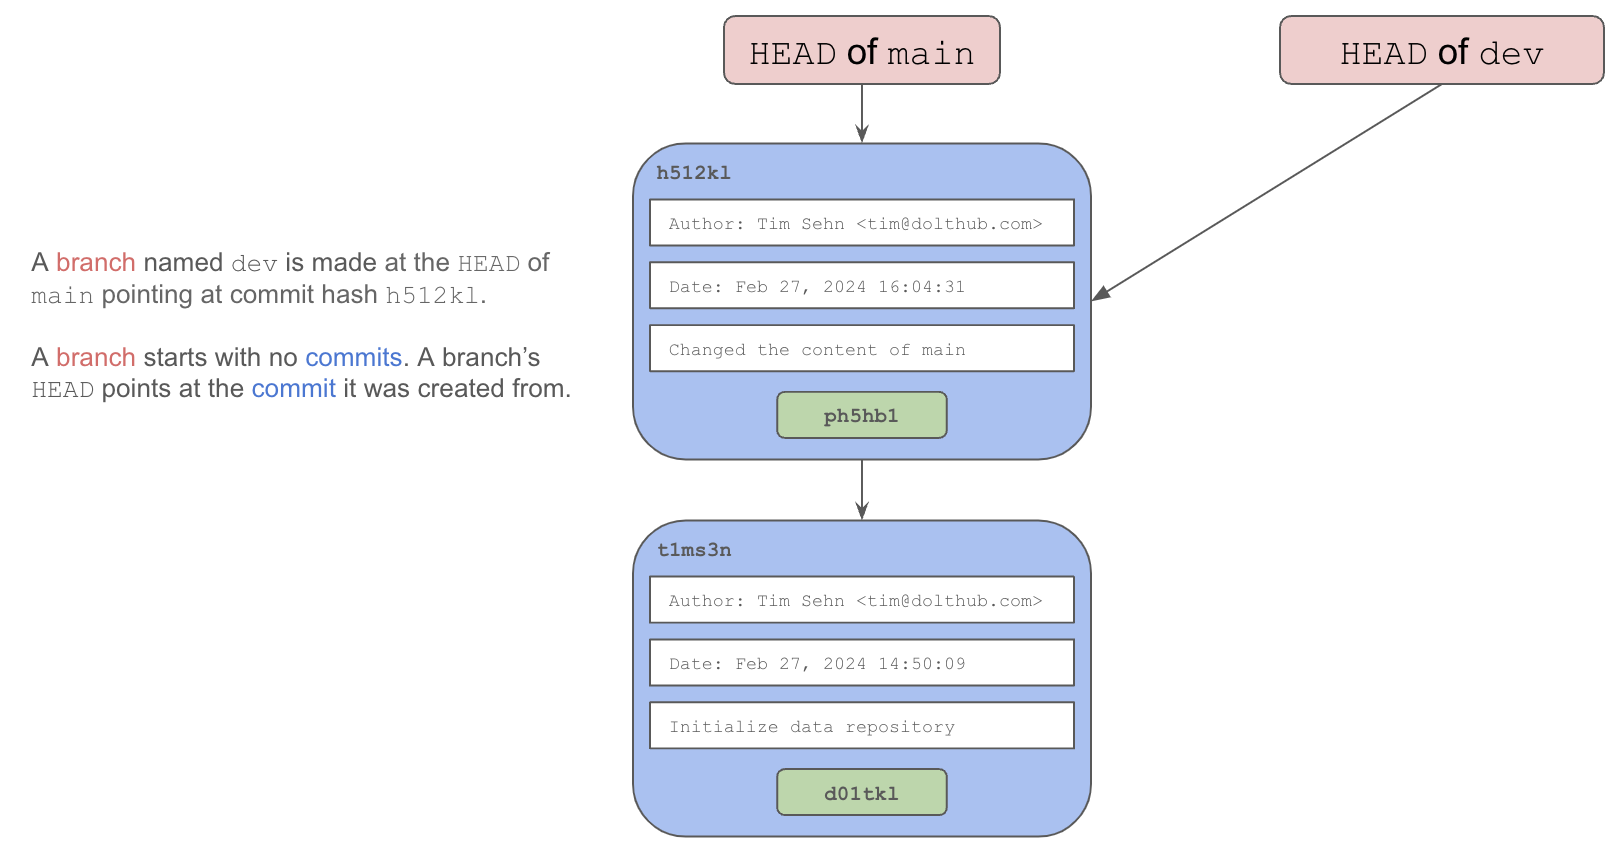 HEAD of main
HEAD of dev
h512kl
Author: Tim Sehn <tim@dolthub.com>
Date: Feb 27, 2024 16:04:31
Changed the content of main
ph5hb1
A branch named dev is made at the HEAD of
main pointing at commit hash h512kl.
A branch starts with no commits. A branch’s
HEAD points at the commit it was created from.
t1ms3n
Author: Tim Sehn <tim@dolthub.com>
Date: Feb 27, 2024 14:50:09
Initialize data repository
d01tkl